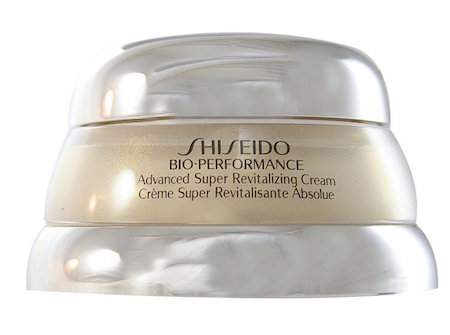 SHISEIDO
BIO-PERFORMANCE
Advanced Super Revitalizing Cream
Crème Super Revitalisante Absolue